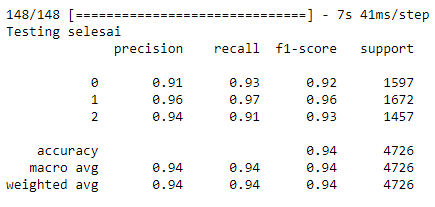 148/148 [==============================] - 7s 41ms/step
Testing selesai
precision recall f1-score support
0 0.91 0.93 0.92 1597
1 0.96 0.97 0.96 1672
2 0.94 0.91 0.93 1457
accuracy 0.94 4726
macro avg 0.94 0.94 0.94 4726
weighted avg 0.94 0.94 0.94 4726